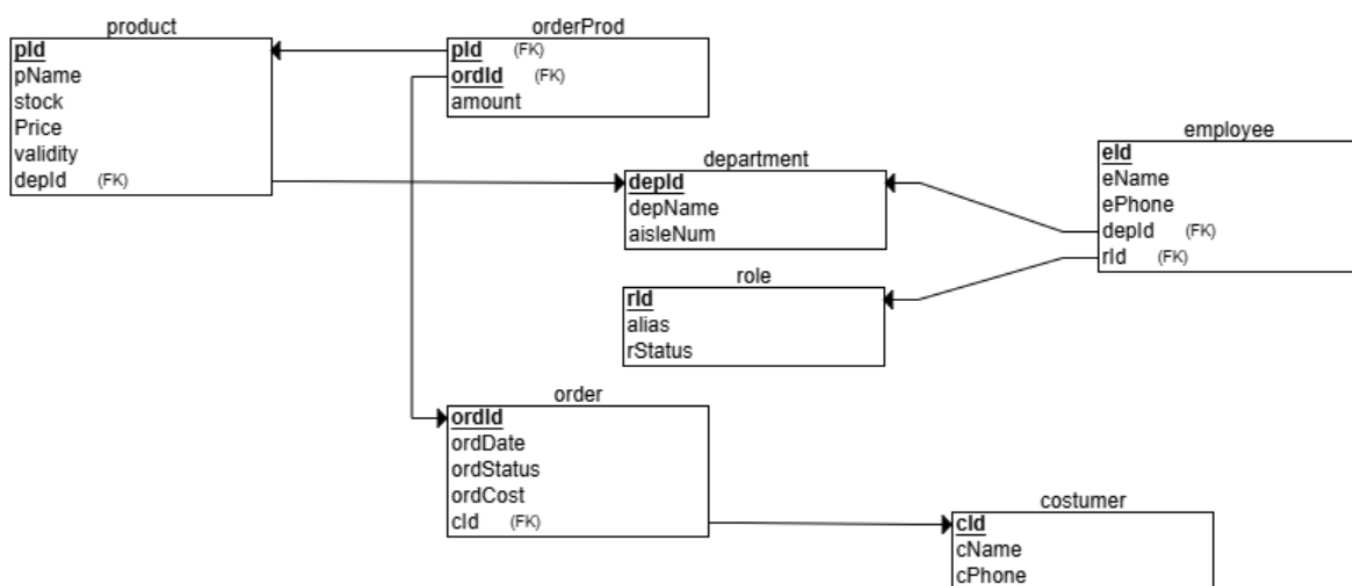 product
pId
pName
stock
Price
validity
depId (FK)
orderProd
pId (FK)
ordId (FK)
amount
department
depId
depName
aisleNum
employee
eId
eName
ePhone
depId (FK)
rId (FK)
role
rId
alias
rStatus
order
ordId
ordDate
ordStatus
ordCost
cId (FK)
costumer
cId
cName
cPhone